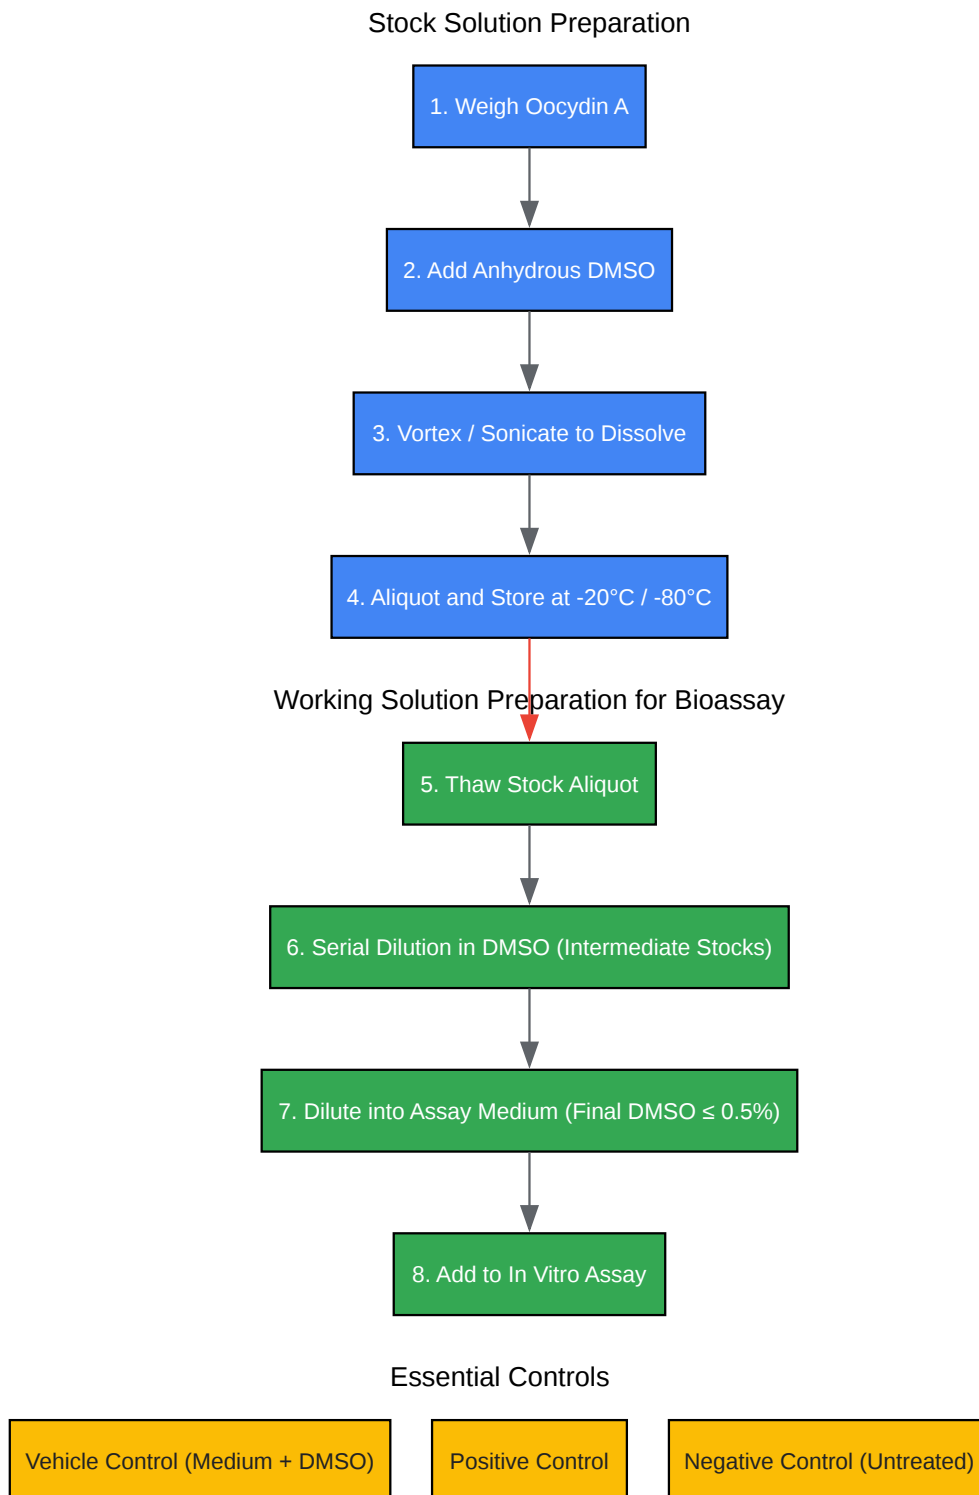 Stock Solution Preparation
1. Weigh Oocydin A
2. Add Anhydrous DMSO
3. Vortex / Sonicate to Dissolve
4. Aliquot and Store at -20°C / -80°C
Working Solution Preparation for Bioassay
5. Thaw Stock Aliquot
6. Serial Dilution in DMSO (Intermediate Stocks)
7. Dilute into Assay Medium (Final DMSO ≤ 0.5%)
8. Add to In Vitro Assay
Essential Controls
Vehicle Control (Medium + DMSO)
Positive Control
Negative Control (Untreated)